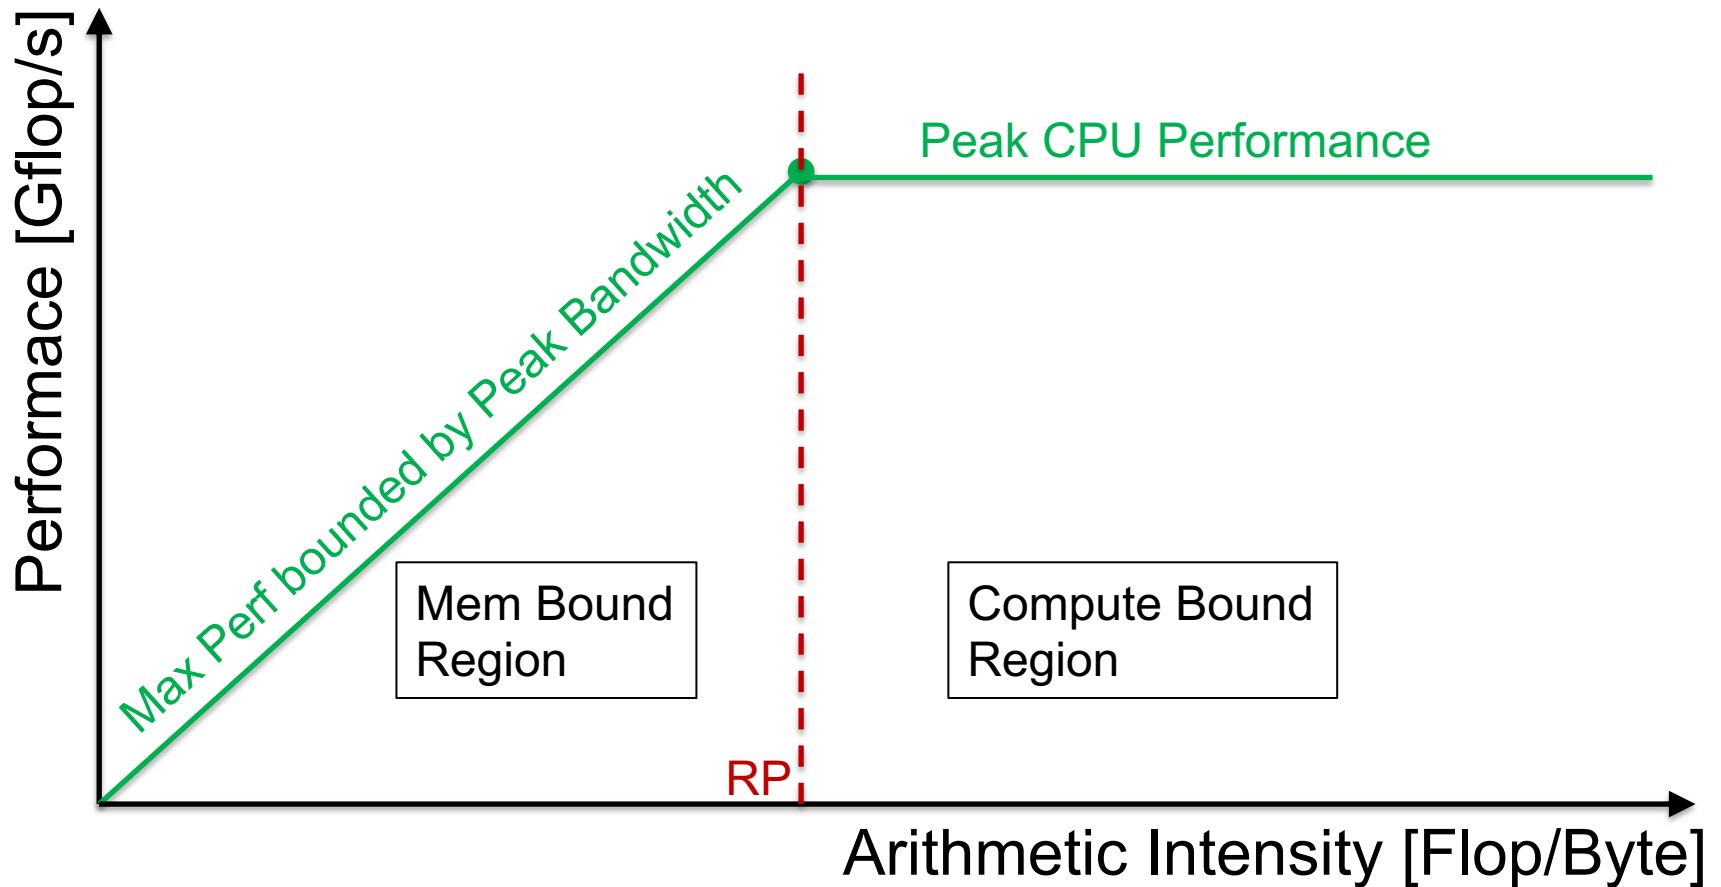 Performace [Gflop/s]
Peak CPU Performance
Max Perf bounded by Peak Bandwidth
Mem Bound
Region
Compute Bound
Region
RP
Arithmetic Intensity [Flop/Byte]